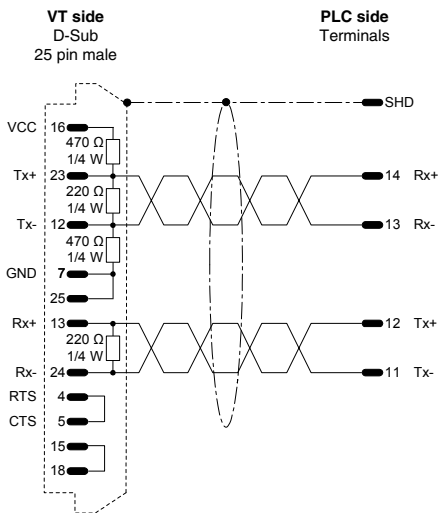 VT side
D-Sub
25 pin male
PLC side
Terminals
SHD
VCC 16
470 Ω
1/4 W
Tx+ 23
14 Rx+
220 Ω
1/4 W
Tx- 12
13 Rx-
470 Ω
1/4 W
GND 7
25
Rx+ 13
12 Tx+
220 Ω
1/4 W
Rx- 24
11 Tx-
RTS 4
CTS 5
15
18